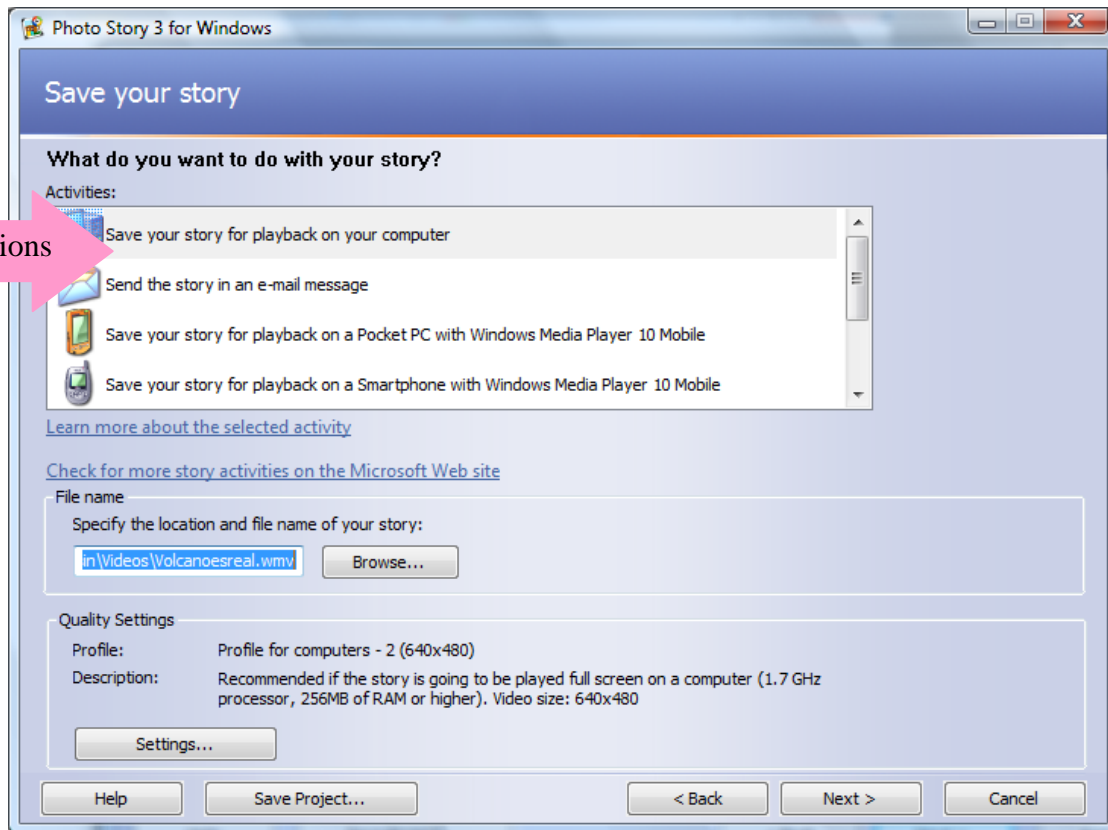 Photo Story 3 for Windows
Save your story
What do you want to do with your story?
Activities:
Save your story for playback on your computer
Send the story in an e-mail message
Save your story for playback on a Pocket PC with Windows Media Player 10 Mobile
Save your story for playback on a Smartphone with Windows Media Player 10 Mobile
ions
Learn more about the selected activity
Check for more story activities on the Microsoft Web site
File name
Specify the location and file name of your story:
in\Videos\Volcanoesreal.wmv
Browse...
Quality Settings
Profile: Profile for computers - 2 (640x480)
Description: Recommended if the story is going to be played full screen on a computer (1.7 GHz
processor, 256MB of RAM or higher). Video size: 640x480
Settings...
Help Save Project... < Back Next > Cancel